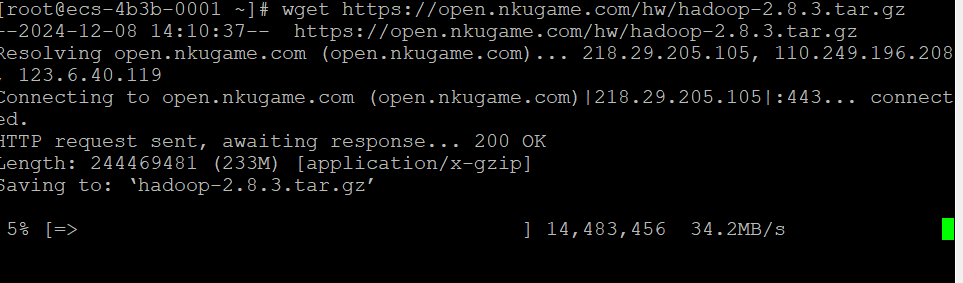 [root@ecs-4b3b-0001 ~]# wget https://open.nkugame.com/hw/hadoop-2.8.3.tar.gz
--2024-12-08 14:10:37--  https://open.nkugame.com/hw/hadoop-2.8.3.tar.gz
Resolving open.nkugame.com (open.nkugame.com)... 218.29.205.105, 110.249.196.208
, 123.6.40.119
Connecting to open.nkugame.com (open.nkugame.com)|218.29.205.105|:443... connect
ed.
HTTP request sent, awaiting response... 200 OK
Length: 244469481 (233M) [application/x-gzip]
Saving to: ‘hadoop-2.8.3.tar.gz’
5% [=>                                     ] 14,483,456  34.2MB/s